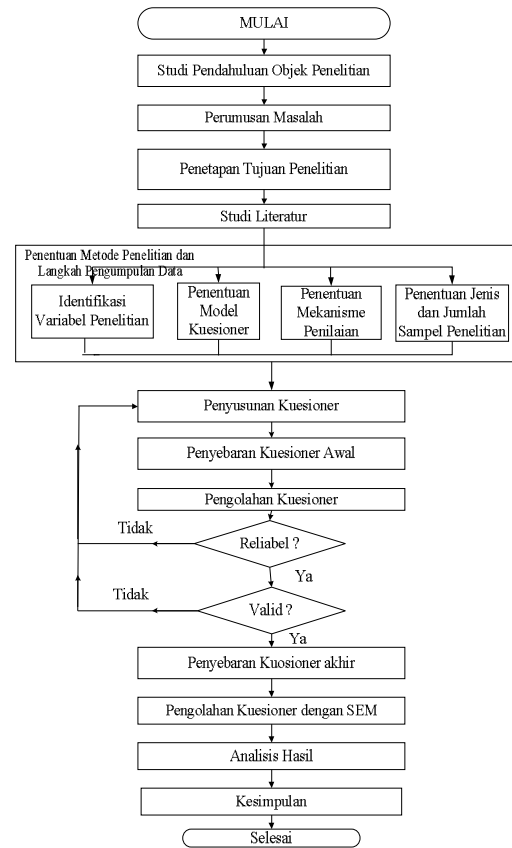 MULAI
Studi Pendahuluan Objek Penelitian
Perumusan Masalah
Penetapan Tujuan Penelitian
Studi Literatur
Penentuan Metode Penelitian dan
Langkah Pengumpulan Data
Identifikasi
Variabel Penelitian
Penentuan
Model
Kuesioner
Penentuan
Mekanisme
Penilaian
Penentuan Jenis
dan Jumlah
Sampel Penelitian
Penyusunan Kuesioner
Penyebaran Kuesioner Awal
Pengolahan Kuesioner
Tidak
Reliabel ?
Ya
Tidak
Valid ?
Ya
Penyebaran Kuosioner akhir
Pengolahan Kuesioner dengan SEM
Analisis Hasil
Kesimpulan
Selesai